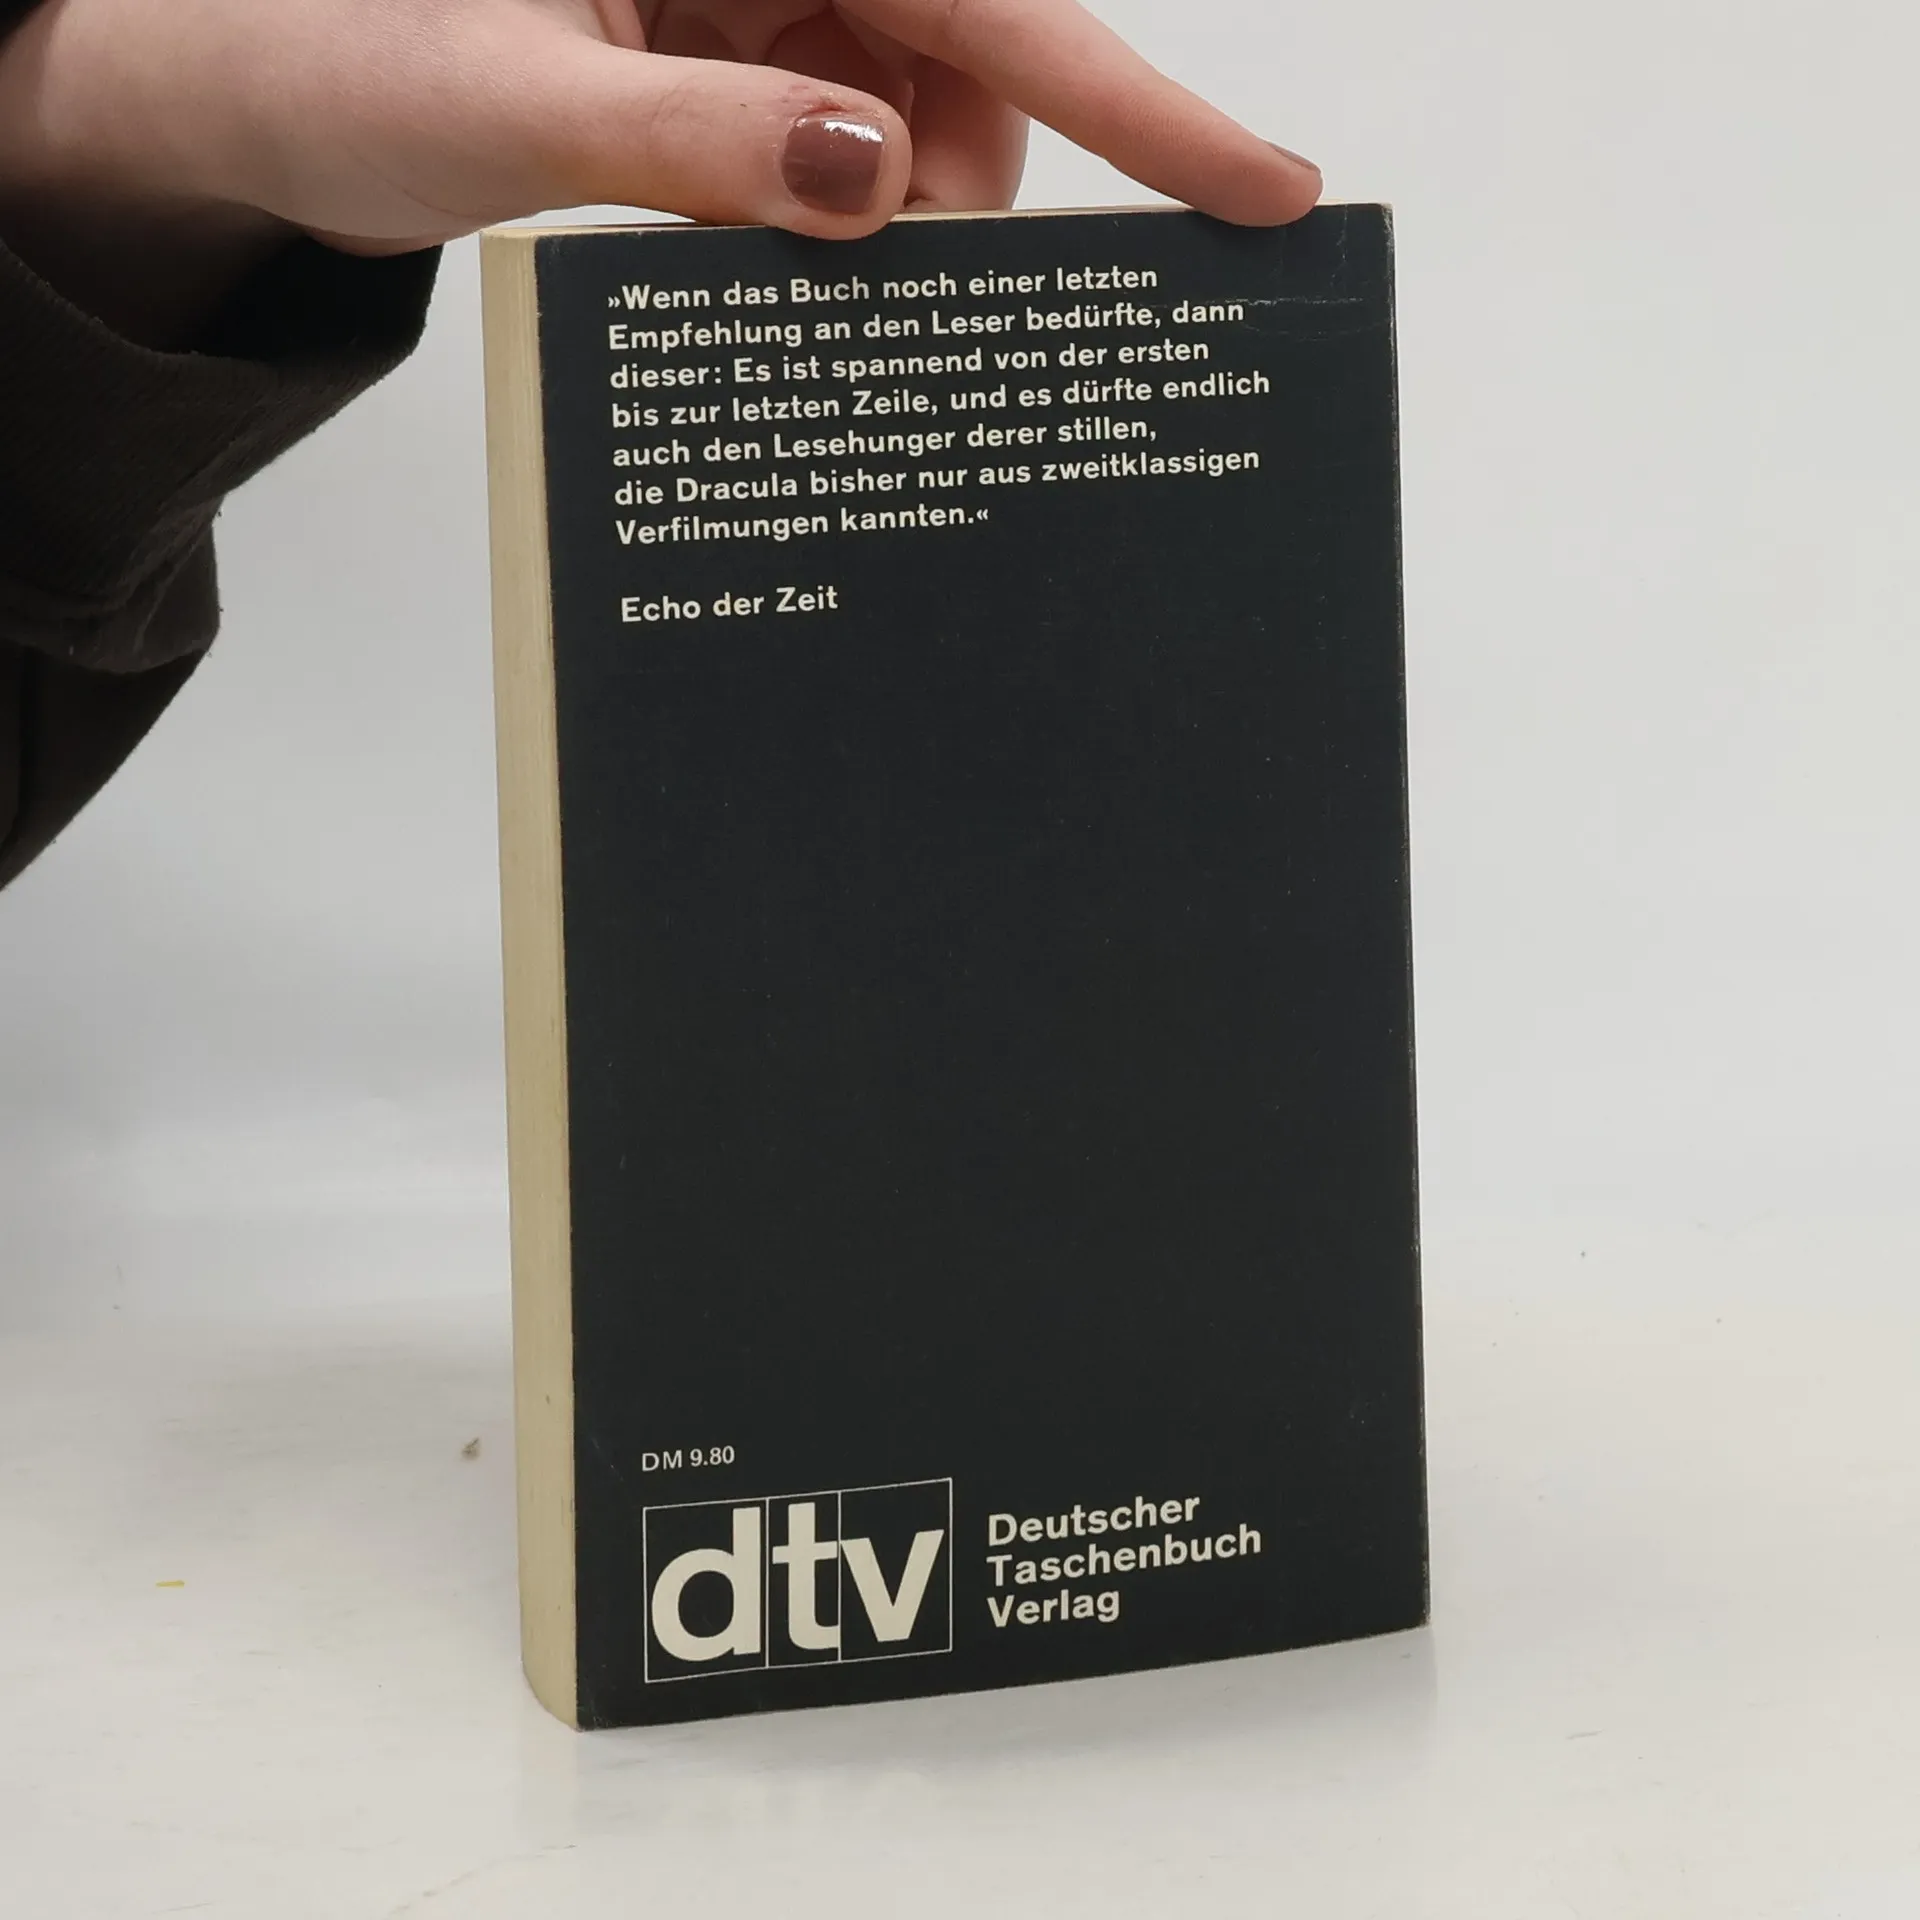 »Wenn das Buch noch einer letzten
Empfehlung an den Leser bedürfte, dann
dieser: Es ist spannend von der ersten
bis zur letzten Zeile, und es dürfte endlich
auch den Lesehunger derer stillen,
die Dracula bisher nur aus zweitklassigen
Verfilmungen kannten.«
Echo der Zeit
DM 9.80
dtv
Deutscher
Taschenbuch
Verlag